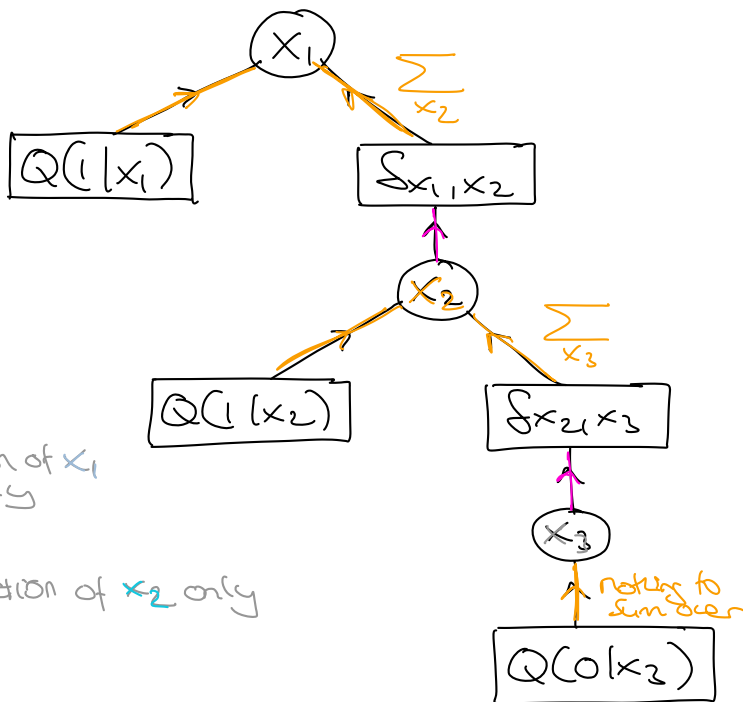 x₁
∑
x₂
Q(1|x₁)
δx₁,x₂
x₂
∑
x₃
Q(1|x₂)
δx₂,x₃
of x₁
x₃
of x₂ only
nothing to
sum over
Q(0|x₃)